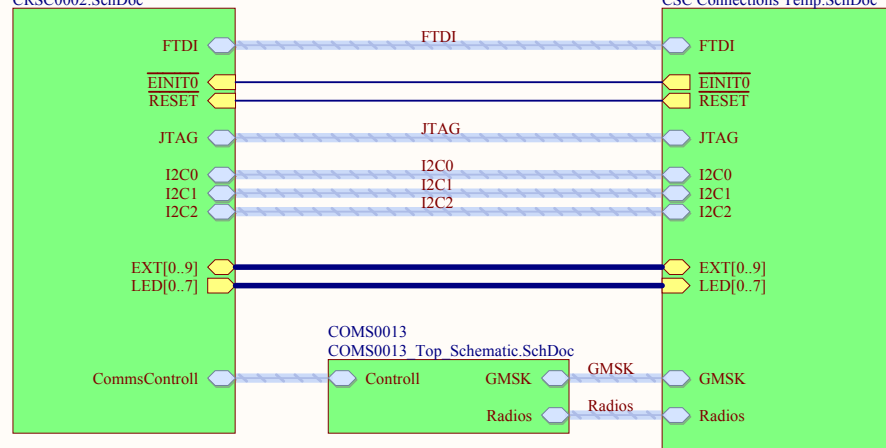 CRSC0002.SchDoc
CSC Connections Temp.SchDoc
FTDI FTDI FTDI
EINIT0 EINIT0
RESET RESET
JTAG JTAG JTAG
I2C0 I2C0 I2C0
I2C1 I2C1 I2C1
I2C2 I2C2 I2C2
EXT[0..9] EXT[0..9]
LED[0..7] LED[0..7]
COMS0013
COMS0013_Top_Schematic.SchDoc
CommsControll Controll GMSK GMSK GMSK
Radios Radios Radios